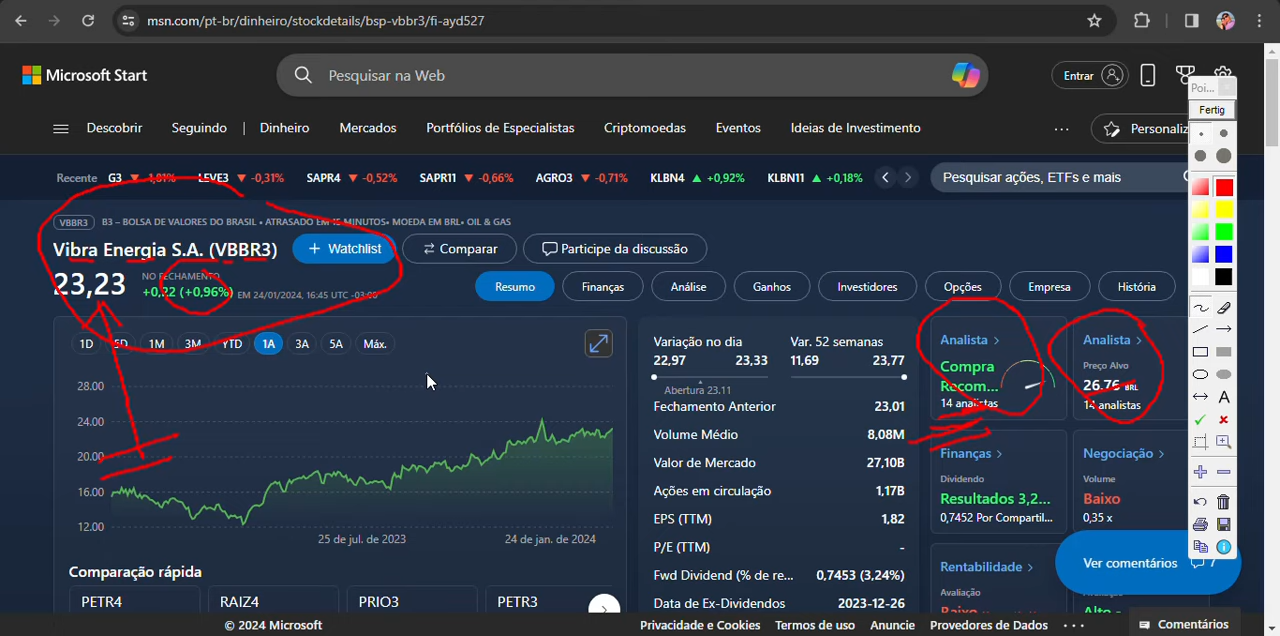 msn.com/pt-br/dinheiro/stockdetails/bsp-vbbr3/fi-ayd527
Microsoft Start
Pesquisar na Web
Entrar
Poi...
Fertig
Descobrir Seguindo Dinheiro Mercados Portfólios de Especialistas Criptomoedas Eventos Ideias de Investimento ... Personaliz
Recente G3 -1,81% LEVE3 -0,31% SAPR4 -0,52% SAPR11 -0,66% AGRO3 -0,71% KLBN4 +0,92% KLBN11 +0,18%
Pesquisar ações, ETFs e mais
VBBR3 B3 – BOLSA DE VALORES DO BRASIL • ATRASADO EM 15 MINUTOS• MOEDA EM BRL• OIL & GAS
Vibra Energia S.A. (VBBR3)
+ Watchlist
Comparar
Participe da discussão
23,23
NO FECHAMENTO
+0,22 (+0,96%) EM 24/01/2024, 16:45 UTC -03:00
Resumo Finanças Análise Ganhos Investidores Opções Empresa História
1D 5D 1M 3M YTD 1A 3A 5A Máx.
28.00
24.00
20.00
16.00
12.00
25 de jul. de 2023 24 de jan. de 2024
Comparação rápida
PETR4 RAIZ4 PRIO3 PETR3
Variação no dia Var. 52 semanas
22,97 23,33 11,69 23,77
Abertura 23.11
Fechamento Anterior 23,01
Volume Médio 8,08M
Valor de Mercado 27,10B
Ações em circulação 1,17B
EPS (TTM) 1,82
P/E (TTM) -
Fwd Dividend (% de re... 0,7453 (3,24%)
Data de Ex-Dividendos 2023-12-26
Analista >
Compra
Recom...
14 analistas
Analista >
Preço Alvo
26.76 BRL
14 analistas
Finanças >
Dividendo
Resultados 3,2...
0,7452 Por Compartil...
Negociação >
Volume
Baixo
0,35 x
Rentabilidade >
Avaliação
Baixo
Alto
Ver comentários 7
© 2024 Microsoft
Privacidade e Cookies Termos de uso Anuncie Provedores de Dados ...
Comentários